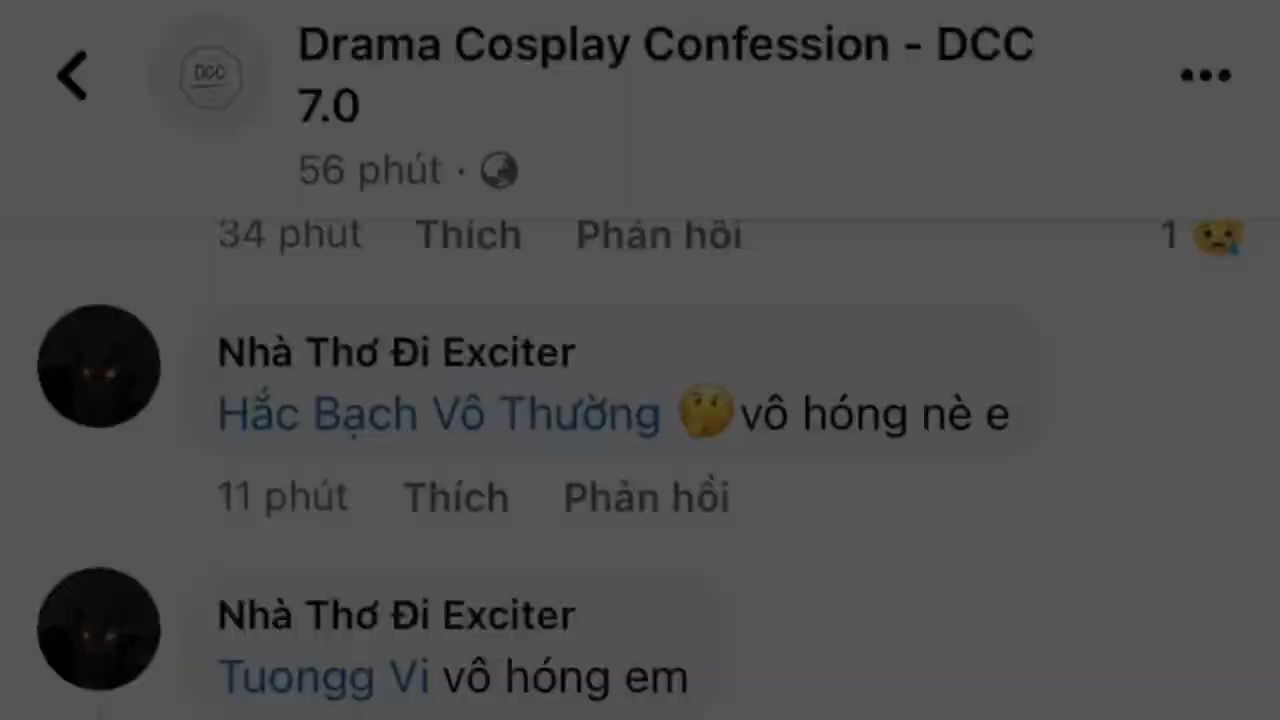 DCC
Drama Cosplay Confession - DCC
7.0
56 phút ·
34 phút Thích Phản hồi 1
Nhà Thơ Đi Exciter
Hắc Bạch Vô Thường 🤔vô hóng nè e
11 phút Thích Phản hồi
Nhà Thơ Đi Exciter
Tuongg Vi vô hóng em